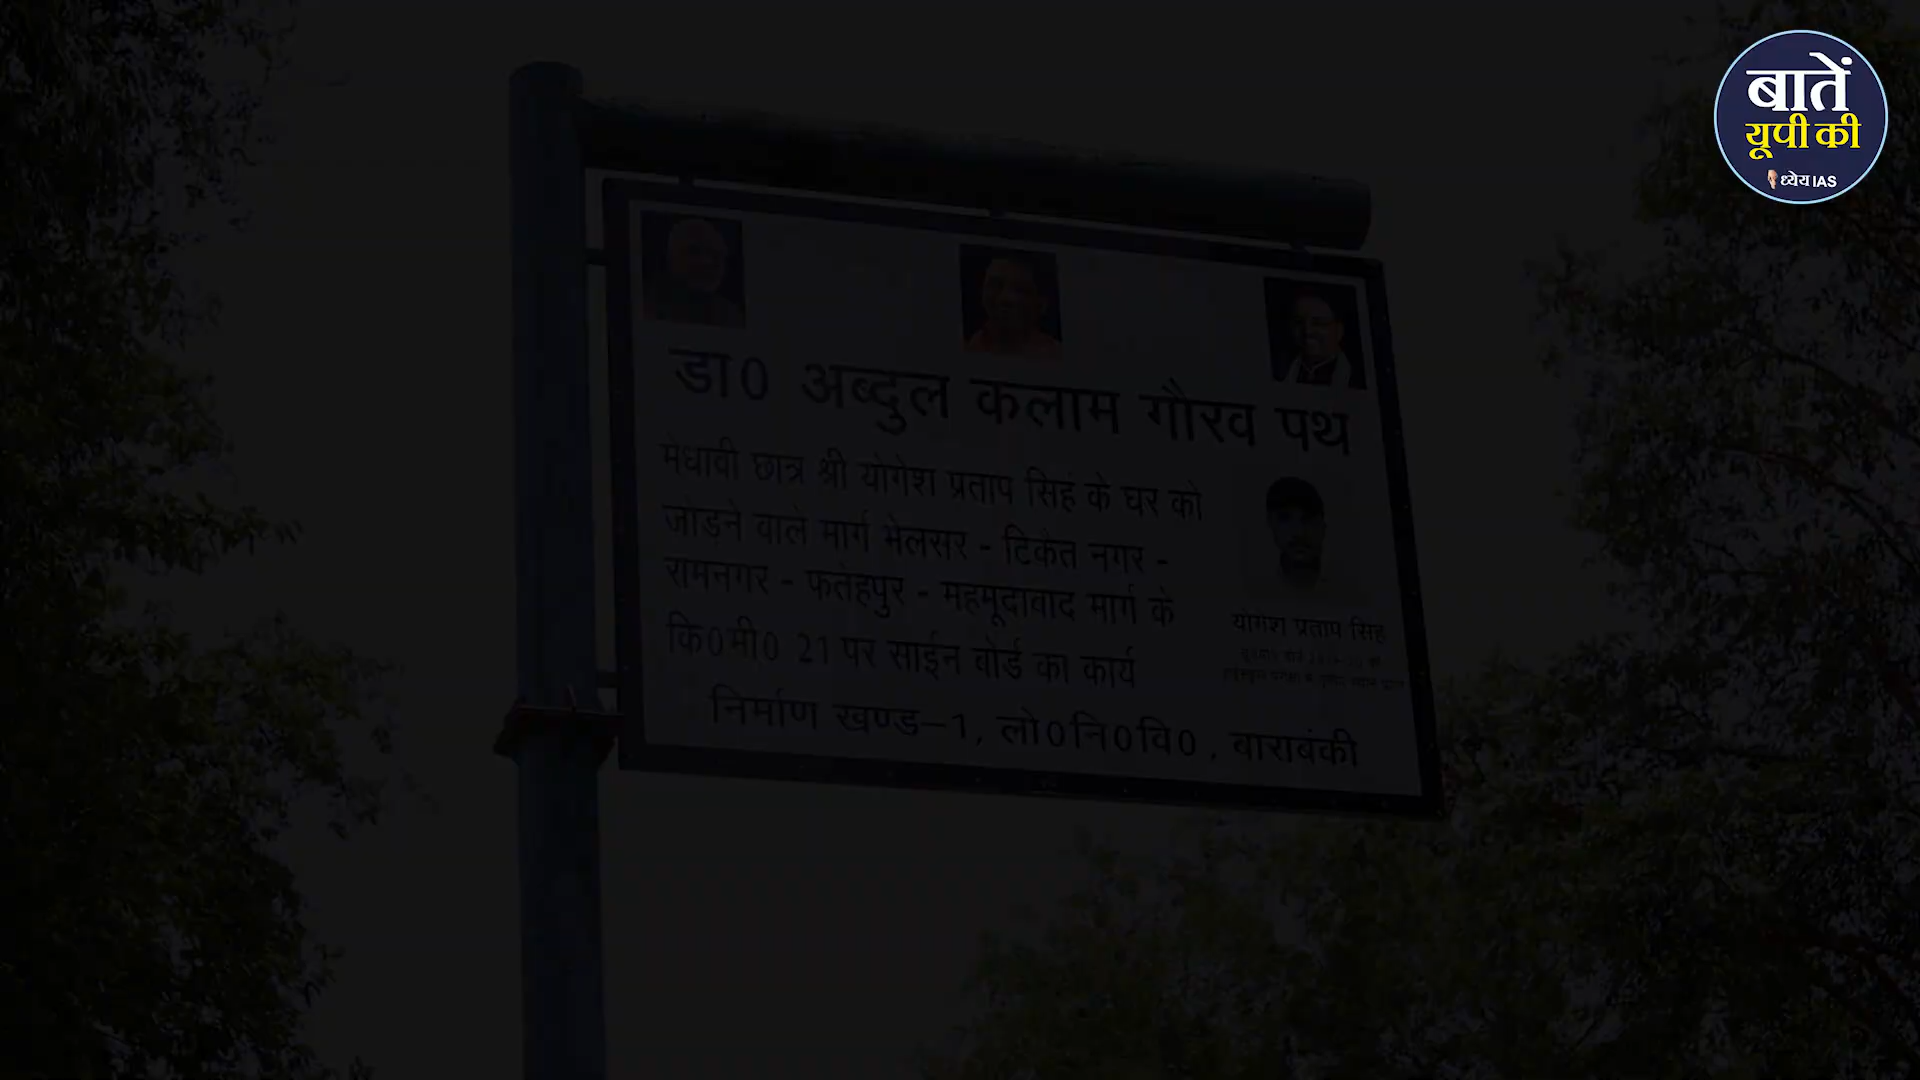 बातें
यूपी की
ध्येय IAS
डा0 अब्दुल कलाम गौरव पथ
मेधावी छात्र श्री योगेश प्रताप सिंह के घर को
जोड़ने वाले मार्ग भेलसर - टिकैत नगर -
रामनगर - फतेहपुर - महमूदाबाद मार्ग के
कि0मी0 21 पर साईन बोर्ड का कार्य
योगेश प्रताप सिंह
निर्माण खण्ड-1, लो0नि0वि0, बाराबंकी